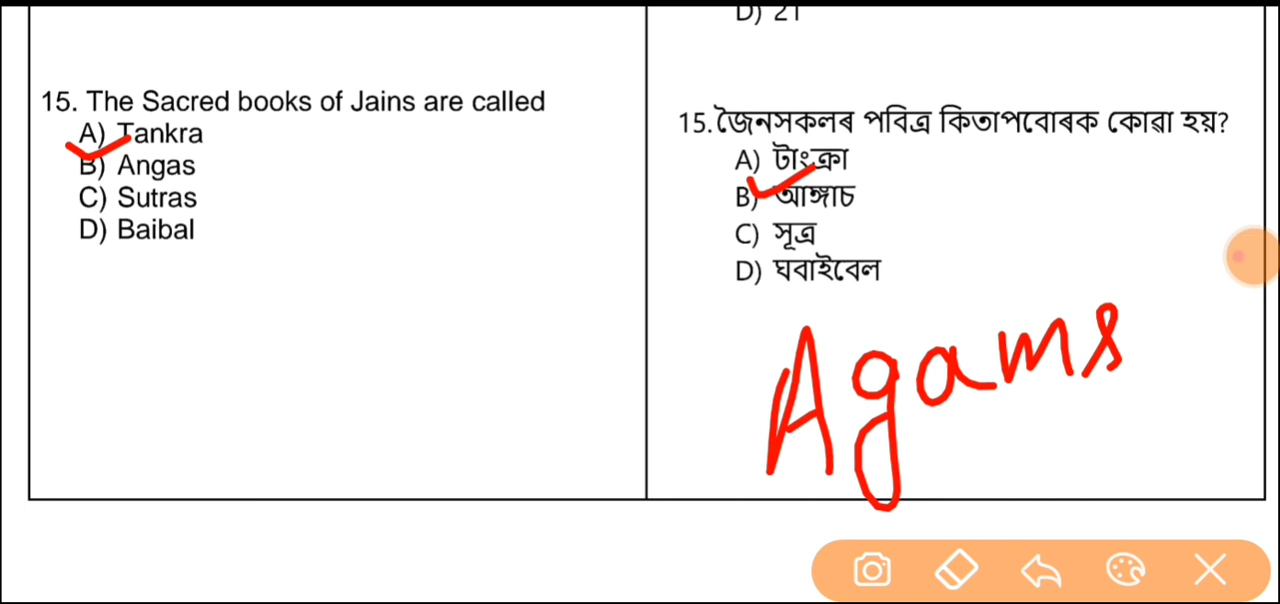 D) 21
15. The Sacred books of Jains are called
A) Tankra
B) Angas
C) Sutras
D) Baibal
15. জৈনসকলৰ পবিত্ৰ কিতাপবোৰক কোৱা হয়?
A) টাংক্ৰা
B) আঙ্গাচ
C) সূত্ৰ
D) ঘবাইবেল
Agams